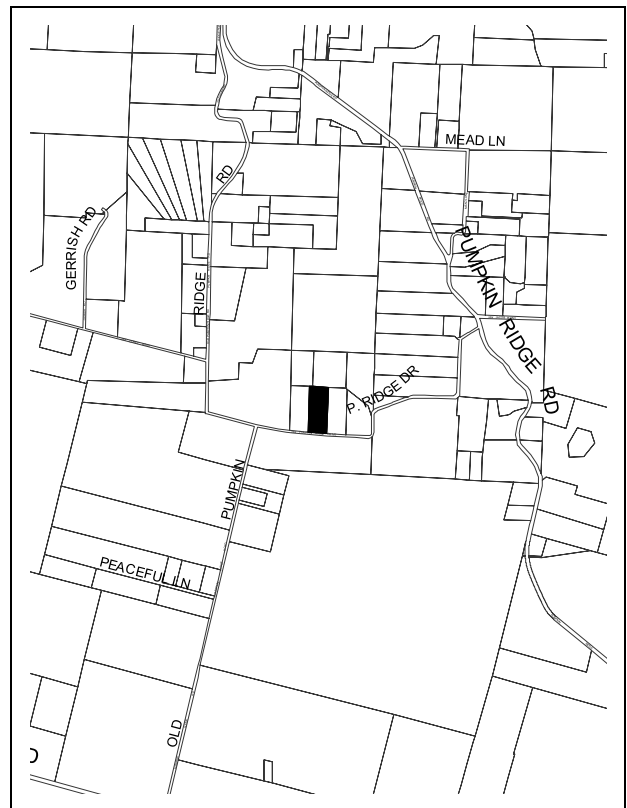 MEAD LN
RD
GERRISH RD
PUMPKIN RIDGE RD
RIDGE
P. RIDGE DR
PUMPKIN
PEACEFUL LN
OLD
D